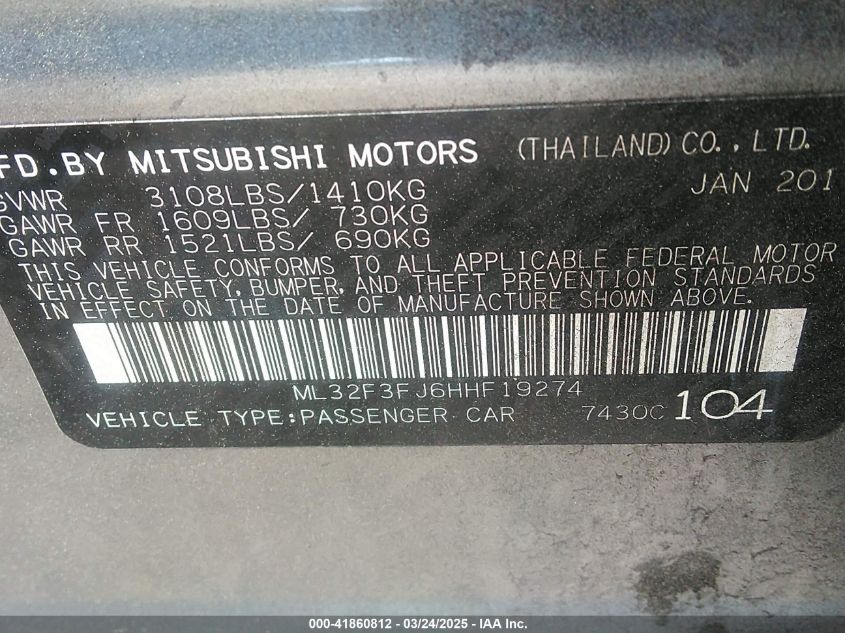 FD.BY MITSUBISHI MOTORS (THAILAND) CO., LTD.
GVWR 3108LBS/1410KG JAN 201
GAWR FR 1609LBS/ 730KG
GAWR RR 1521LBS/ 690KG
THIS VEHICLE CONFORMS TO ALL APPLICABLE FEDERAL MOTOR
VEHICLE SAFETY, BUMPER, AND THEFT PREVENTION STANDARDS
IN EFFECT ON THE DATE OF MANUFACTURE SHOWN ABOVE.
ML32F3FJ6HHF19274
VEHICLE TYPE:PASSENGER CAR 7430C 104
000-41860812 - 03/24/2025 - IAA Inc.